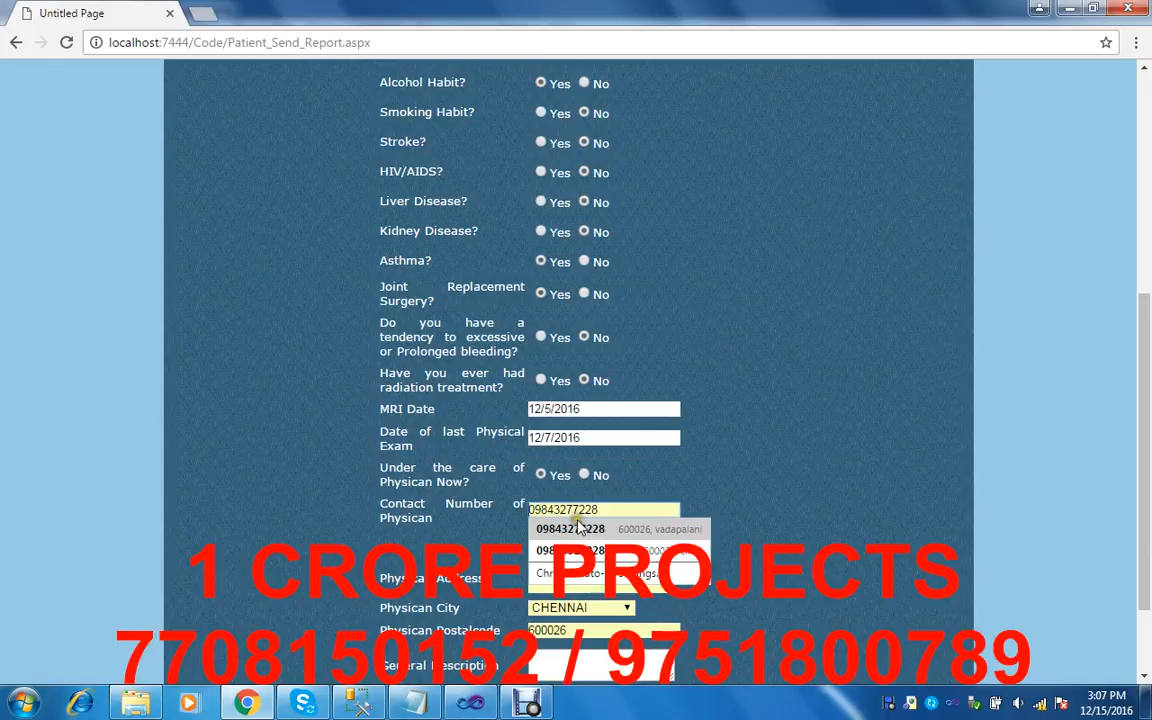 Untitled Page
localhost:7444/Code/Patient_Send_Report.aspx
Alcohol Habit? Yes No
Smoking Habit? Yes No
Stroke? Yes No
HIV/AIDS? Yes No
Liver Disease? Yes No
Kidney Disease? Yes No
Asthma? Yes No
Joint Replacement
Surgery? Yes No
Do you have a
tendency to excessive Yes No
or Prolonged bleeding?
Have you ever had
radiation treatment? Yes No
MRI Date 12/5/2016
Date of last Physical
Exam 12/7/2016
Under the care of
Physican Now? Yes No
Contact Number of
Physican 09843277228
600026, vadapalani
1 CRORE PROJECTS
Physican Address
Physican City CHENNAI
Physican Postalcode 600026
7708150152 / 9751800789
General Description
3:07 PM
12/15/2016